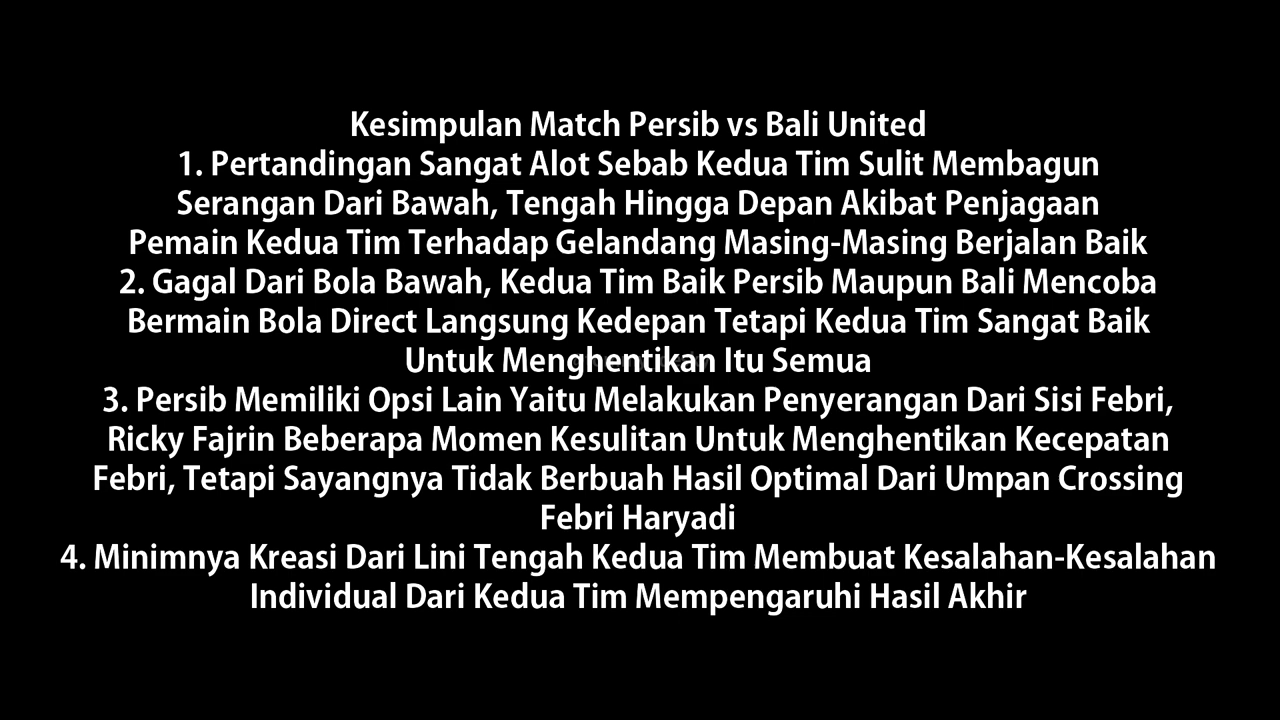 Kesimpulan Match Persib vs Bali United
1. Pertandingan Sangat Alot Sebab Kedua Tim Sulit Membagun
Serangan Dari Bawah, Tengah Hingga Depan Akibat Penjagaan
Pemain Kedua Tim Terhadap Gelandang Masing-Masing Berjalan Baik
2. Gagal Dari Bola Bawah, Kedua Tim Baik Persib Maupun Bali Mencoba
Bermain Bola Direct Langsung Kedepan Tetapi Kedua Tim Sangat Baik
Untuk Menghentikan Itu Semua
3. Persib Memiliki Opsi Lain Yaitu Melakukan Penyerangan Dari Sisi Febri,
Ricky Fajrin Beberapa Momen Kesulitan Untuk Menghentikan Kecepatan
Febri, Tetapi Sayangnya Tidak Berbuah Hasil Optimal Dari Umpan Crossing
Febri Haryadi
4. Minimnya Kreasi Dari Lini Tengah Kedua Tim Membuat Kesalahan-Kesalahan
Individual Dari Kedua Tim Mempengaruhi Hasil Akhir